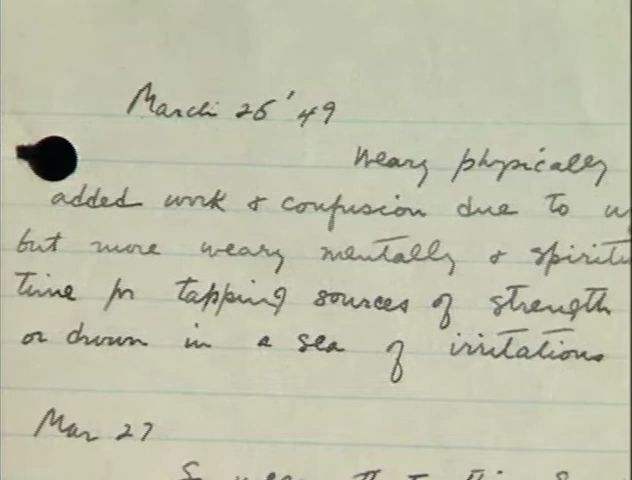 March 26 '49
Weary physically
added work & confusion due to
but more weary mentally & spiritu
time for tapping sources of strength
or drown in a sea of irritations
Mar 27